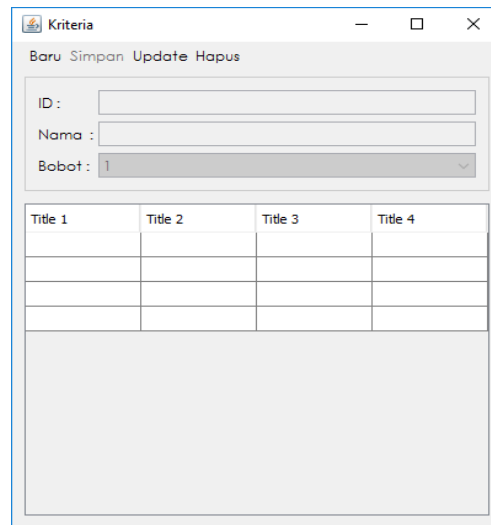 Kriteria
Baru Simpan Update Hapus
ID :
Nama :
Bobot : 1
Title 1 Title 2 Title 3 Title 4